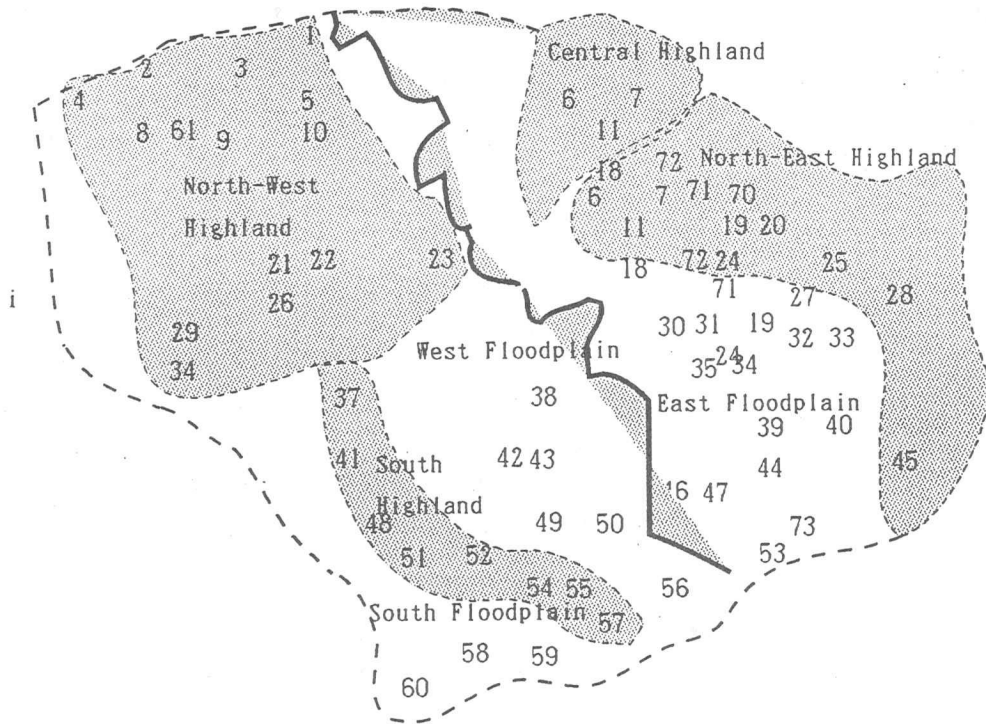 1
Central Highland
2 3
4 5 6 7
8 61 9 10 11
18 72 North-East Highland
North-West 6 7 71 70
Highland 11 19 20
21 22 23 18 72 24 25
i 26 71 27 28
29 30 31 19 32 33
West Floodplain 24
34 35 34
37 38 East Floodplain
39 40
41 South 42 43 44 45
Highland 46 47
48 49 50 73
51 52 53
54 55 56
South Floodplain 57
58 59
60